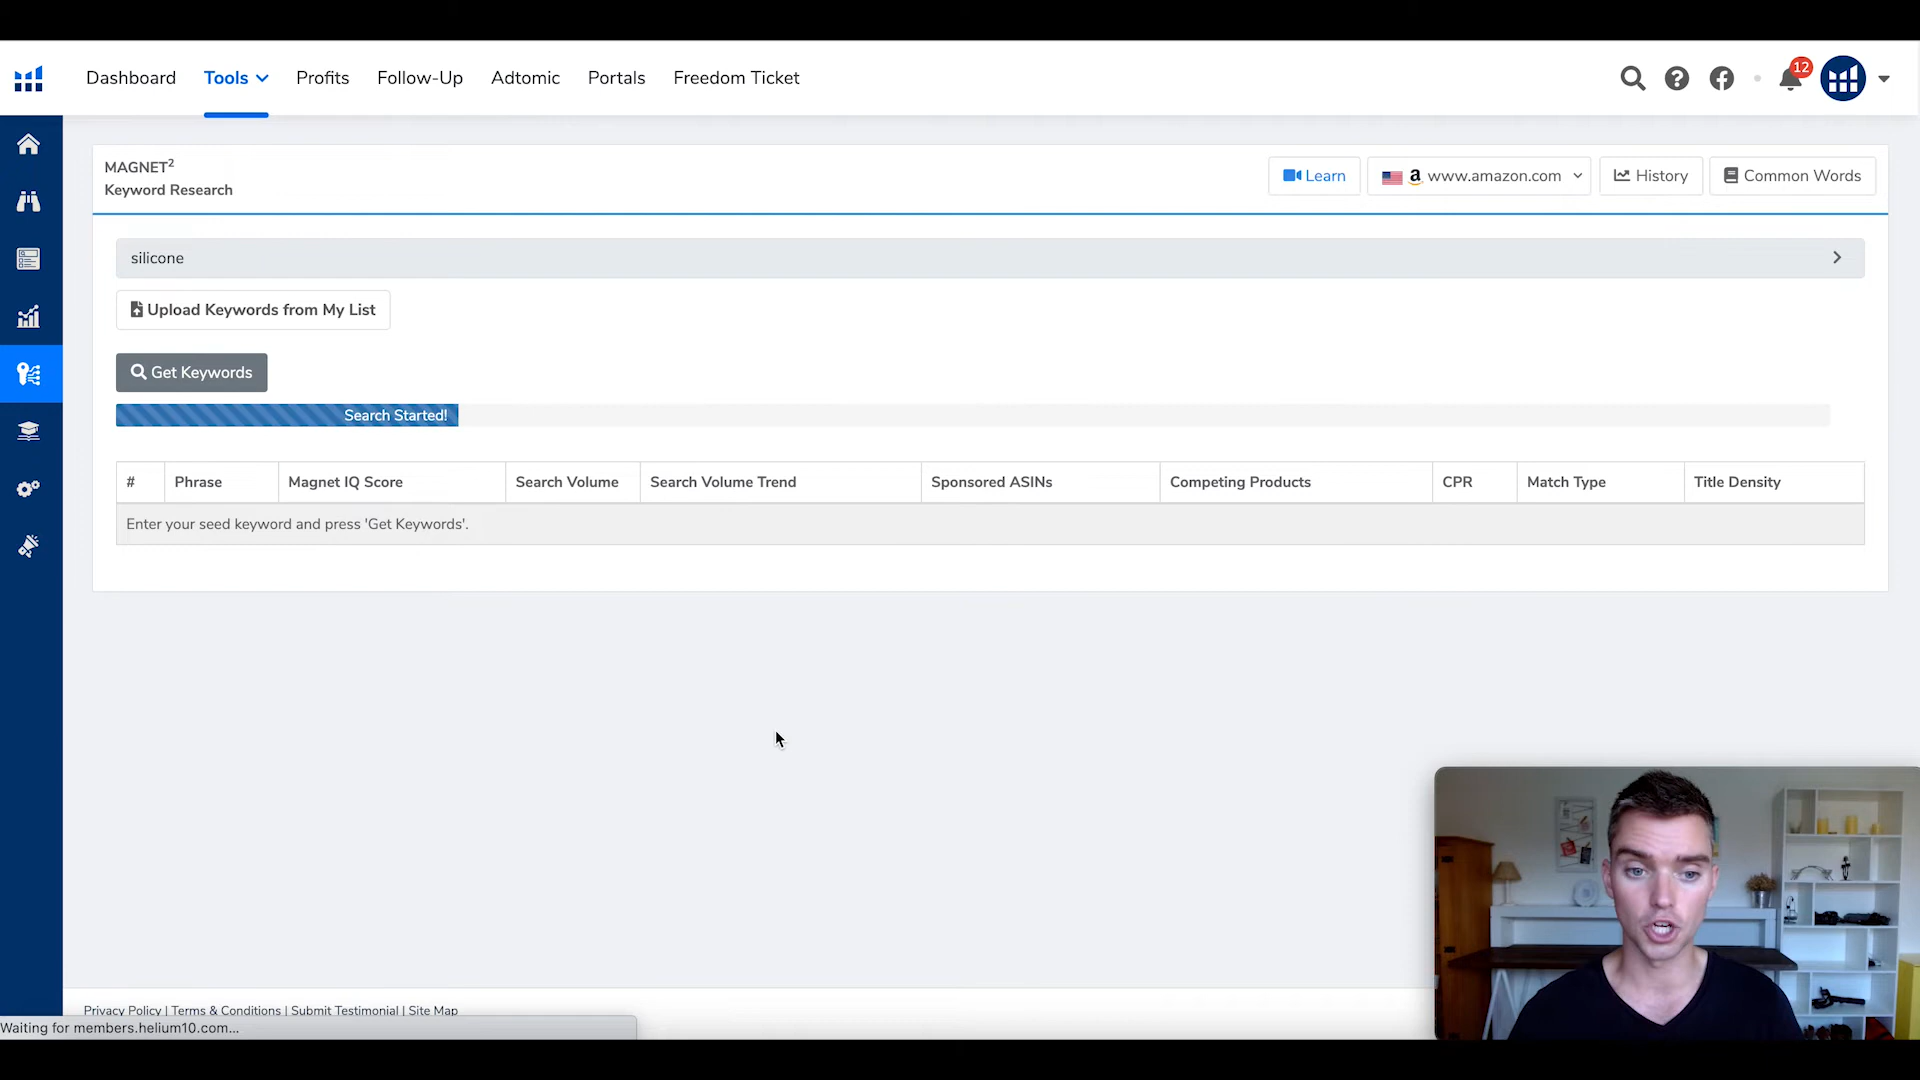 Dashboard Tools Profits Follow-Up Adtomic Portals Freedom Ticket 12
MAGNET2
Keyword Research
Learn
a www.amazon.com
History
Common Words
silicone
Upload Keywords from My List
Get Keywords
Search Started!
# Phrase Magnet IQ Score Search Volume Search Volume Trend Sponsored ASINs Competing Products CPR Match Type Title Density
Enter your seed keyword and press 'Get Keywords'.
Privacy Policy | Terms & Conditions | Submit Testimonial | Site Map
Waiting for members.helium10.com...